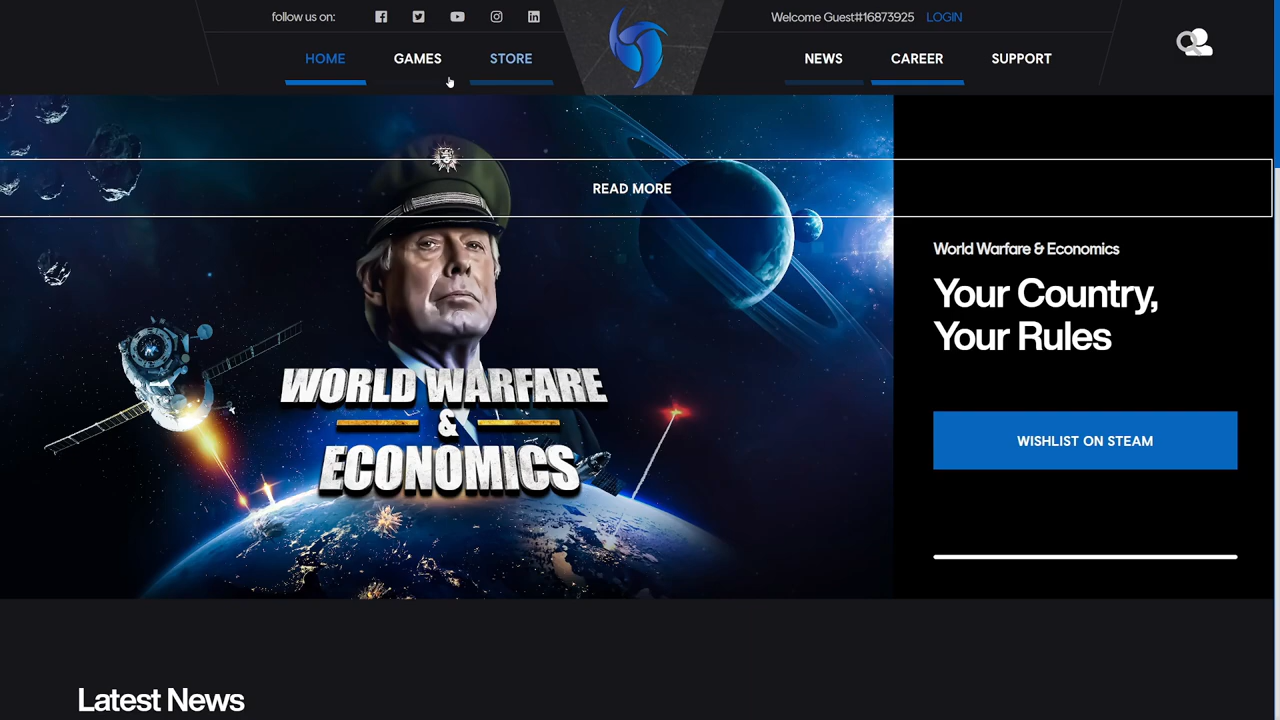 follow us on:
Welcome Guest#16873925 LOGIN
HOME GAMES STORE NEWS CAREER SUPPORT
READ MORE
World Warfare & Economics
Your Country,
Your Rules
WORLD WARFARE
&
ECONOMICS
WISHLIST ON STEAM
Latest News